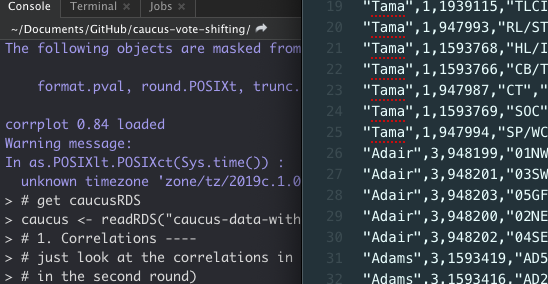 Console Terminal × Jobs ×
~/Documents/GitHub/caucus-vote-shifting/
The following objects are masked from
format.pval, round.POSIXt, trunc.
corrplot 0.84 loaded
Warning message:
In as.POSIXlt.POSIXct(Sys.time()) :
unknown timezone 'zone/tz/2019c.1.0
> # get caucusRDS
> caucus <- readRDS("caucus-data-with
> # 1. Correlations ----
> # just look at the correlations in
> # in the second round)
19 "Tama",1,1939115,"TLCI
20 "Tama",1,947993,"RL/ST
21 "Tama",1,1593768,"HL/I
22 "Tama",1,1593766,"CB/T
23 "Tama",1,947987,"CT","
24 "Tama",1,1593769,"SOC"
25 "Tama",1,947994,"SP/WC
26 "Adair",3,948199,"01NW
27 "Adair",3,948201,"03SW
28 "Adair",3,948203,"05GF
29 "Adair",3,948200,"02NE
30 "Adair",3,948202,"04SE
31 "Adams",3,1593419,"AD5
32 "Adams",3,1593416,"AD2